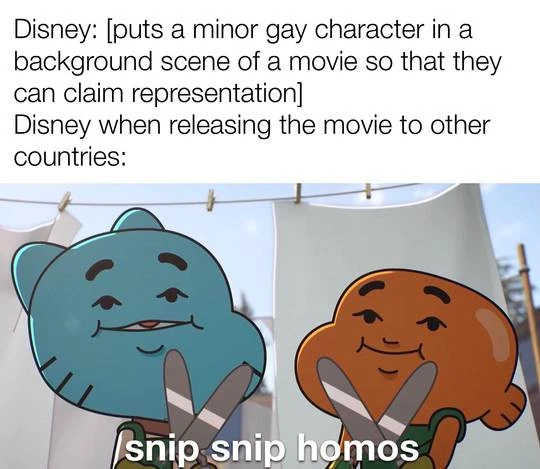 Disney: [puts a minor gay character in a
background scene of a movie so that they
can claim representation]
Disney when releasing the movie to other
countries:
snip snip homos